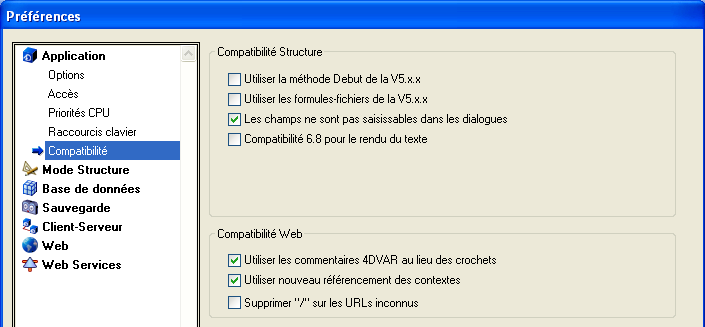 Préférences
Application
Options
Accès
Priorités CPU
Raccourcis clavier
Compatibilité
Mode Structure
Base de données
Sauvegarde
Client-Serveur
Web
Web Services
Compatibilité Structure
Utiliser la méthode Debut de la V5.x.x
Utiliser les formules-fichiers de la V5.x.x
Les champs ne sont pas saisissables dans les dialogues
Compatibilité 6.8 pour le rendu du texte
Compatibilité Web
Utiliser les commentaires 4DVAR au lieu des crochets
Utiliser nouveau référencement des contextes
Supprimer "/" sur les URLs inconnus